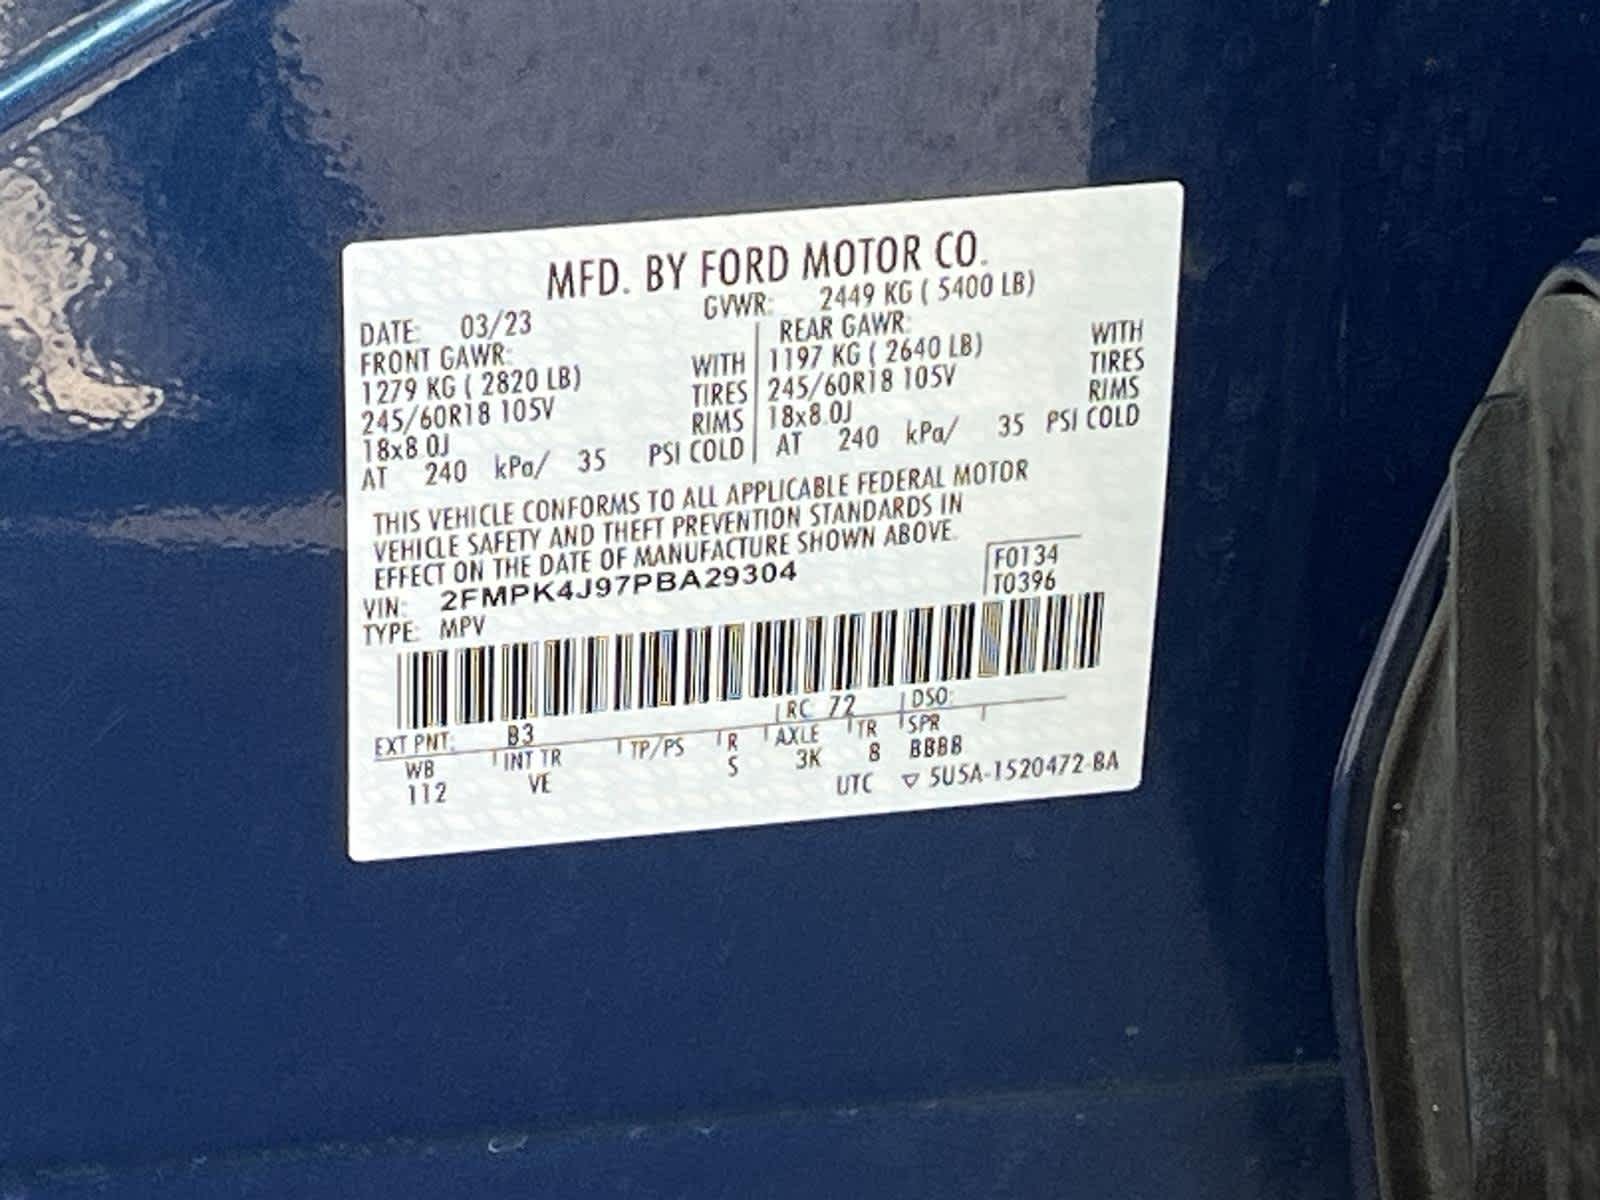 MFD. BY FORD MOTOR CO.
DATE: 03/23 GVWR: 2449 KG ( 5400 LB)
FRONT GAWR: REAR GAWR:
1279 KG ( 2820 LB) WITH 1197 KG ( 2640 LB) WITH
245/60R18 105V TIRES 245/60R18 105V TIRES
18x8.0J RIMS 18x8.0J RIMS
AT 240 kPa/ 35 PSI COLD AT 240 kPa/ 35 PSI COLD
THIS VEHICLE CONFORMS TO ALL APPLICABLE FEDERAL MOTOR
VEHICLE SAFETY AND THEFT PREVENTION STANDARDS IN
EFFECT ON THE DATE OF MANUFACTURE SHOWN ABOVE.
VIN: 2FMPK4J97PBA29304 F0134
TYPE: MPV T0396
EXT PNT: B3 RC 72 DSO:
WB INT TR TP/PS R AXLE TR SPR
112 VE S 3K 8 BBBB
UTC ▽ 5U5A-1520472-BA